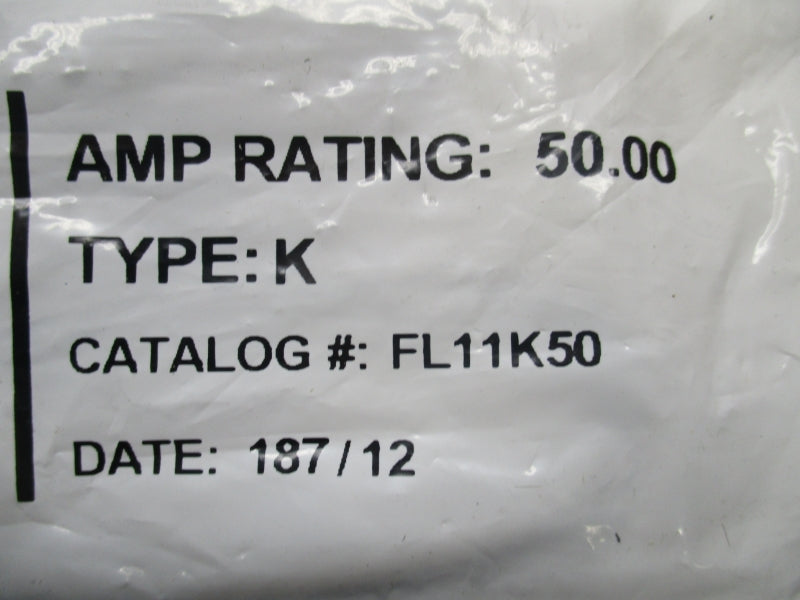 AMP RATING: 50.00
TYPE: K
CATALOG #: FL11K50
DATE: 187/12